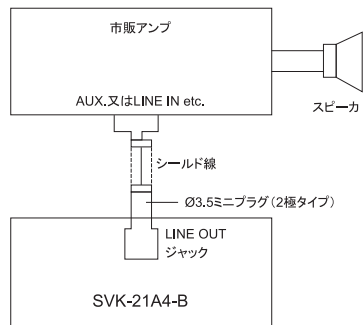 市販アンプ
AUX.又はLINE IN etc.
スピーカ
シールド線
Ø3.5ミニプラグ(2極タイプ)
LINE OUT
ジャック
SVK-21A4-B